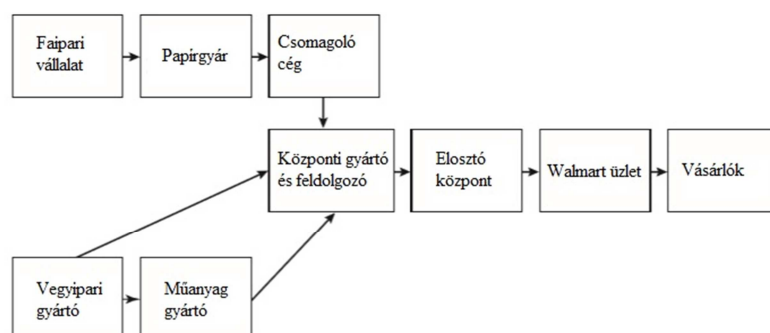 Faipari
vállalat
Papírgyár
Csomagoló
cég
Központi gyártó
és feldolgozó
Elosztó
központ
Walmart üzlet
Vásárlók
Vegyipari
gyártó
Műanyag
gyártó